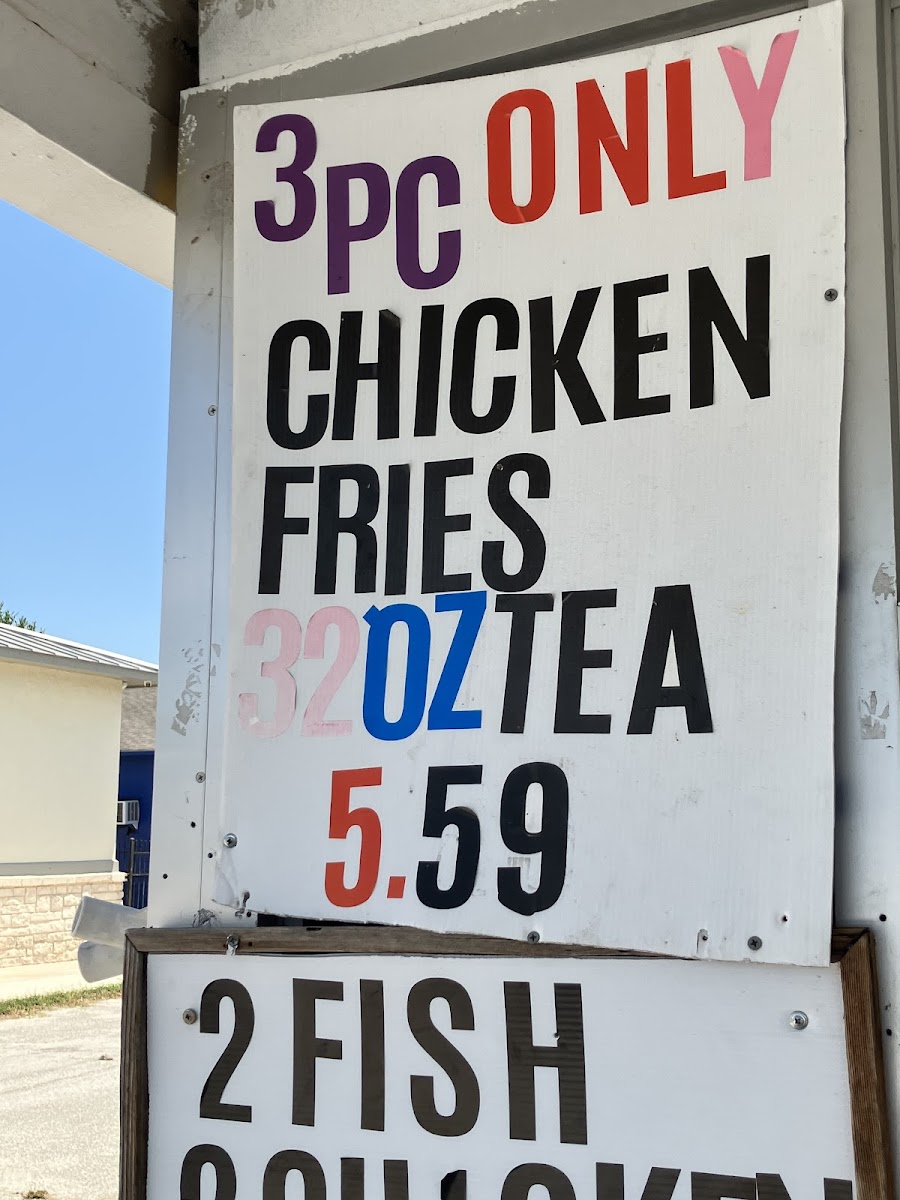 3PC ONLY
CHICKEN
FRIES
32OZ TEA
5.59
2 FISH